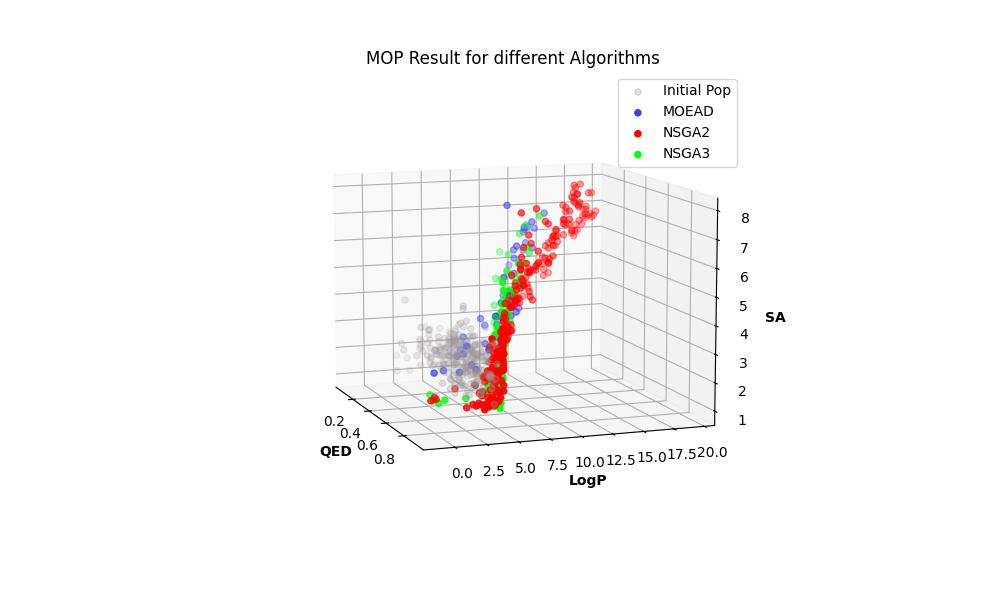 MOP Result for different Algorithms
Initial Pop
MOEAD
NSGA2
NSGA3
8
7
6
5
4
3
2
1
SA
0.2
0.4
0.6
0.8
QED
0.0 2.5 5.0 7.5 10.0 12.5 15.0 17.5 20.0
LogP